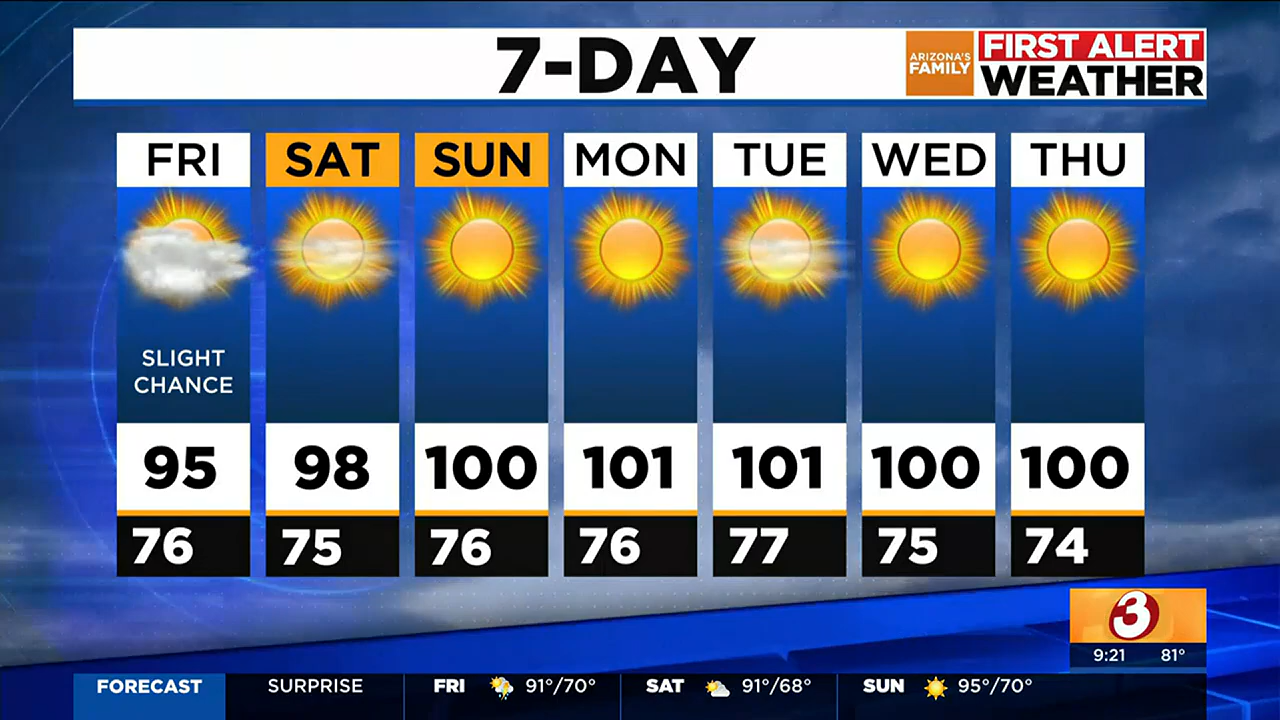 7-DAY
ARIZONA'S
FAMILY
FIRST ALERT
WEATHER
FRI SAT SUN MON TUE WED THU
SLIGHT
CHANCE
95 98 100 101 101 100 100
76 75 76 76 77 75 74
3
9:21 81°
FORECAST SURPRISE FRI 91°/70° SAT 91°/68° SUN 95°/70°